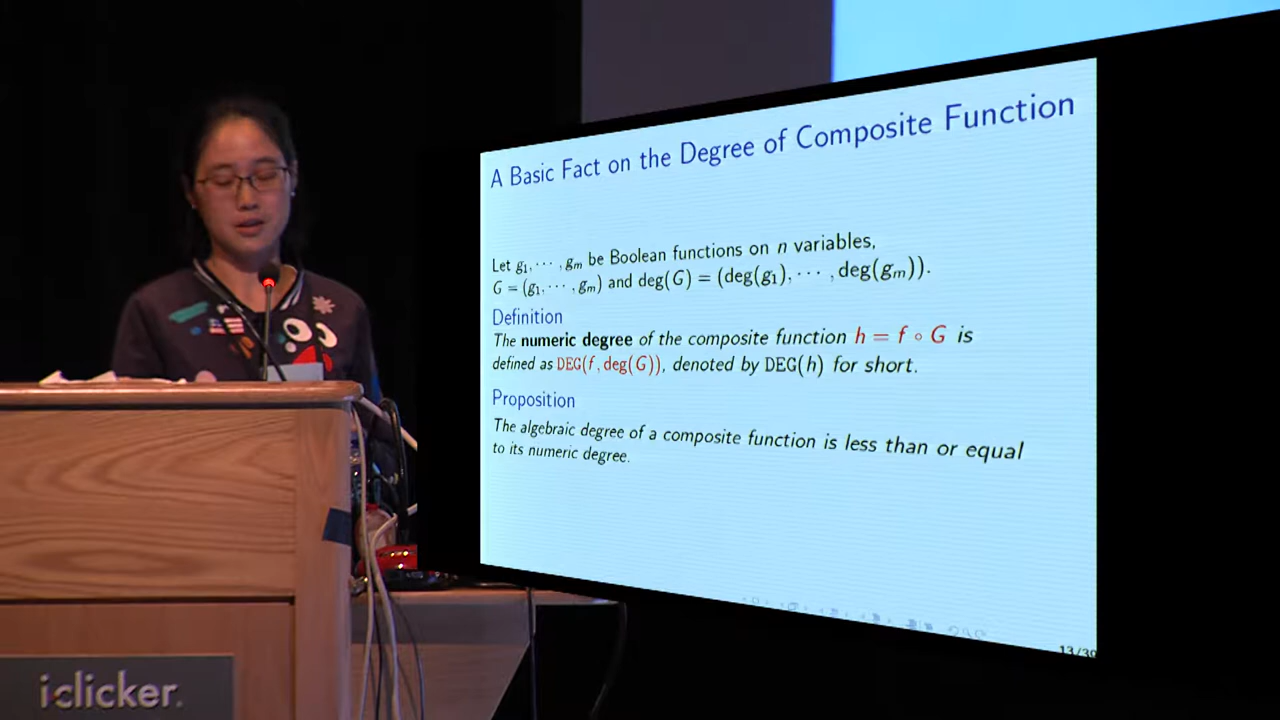 A Basic Fact on the Degree of Composite Function
Let g₁, ··· , gₘ be Boolean functions on n variables,
G = (g₁, ··· , gₘ) and deg(G) = (deg(g₁), ··· , deg(gₘ)).
Definition
The numeric degree of the composite function h = f ∘ G is
defined as DEG(f, deg(G)), denoted by DEG(h) for short.
Proposition
The algebraic degree of a composite function is less than or equal
to its numeric degree.
13/30
iclicker.